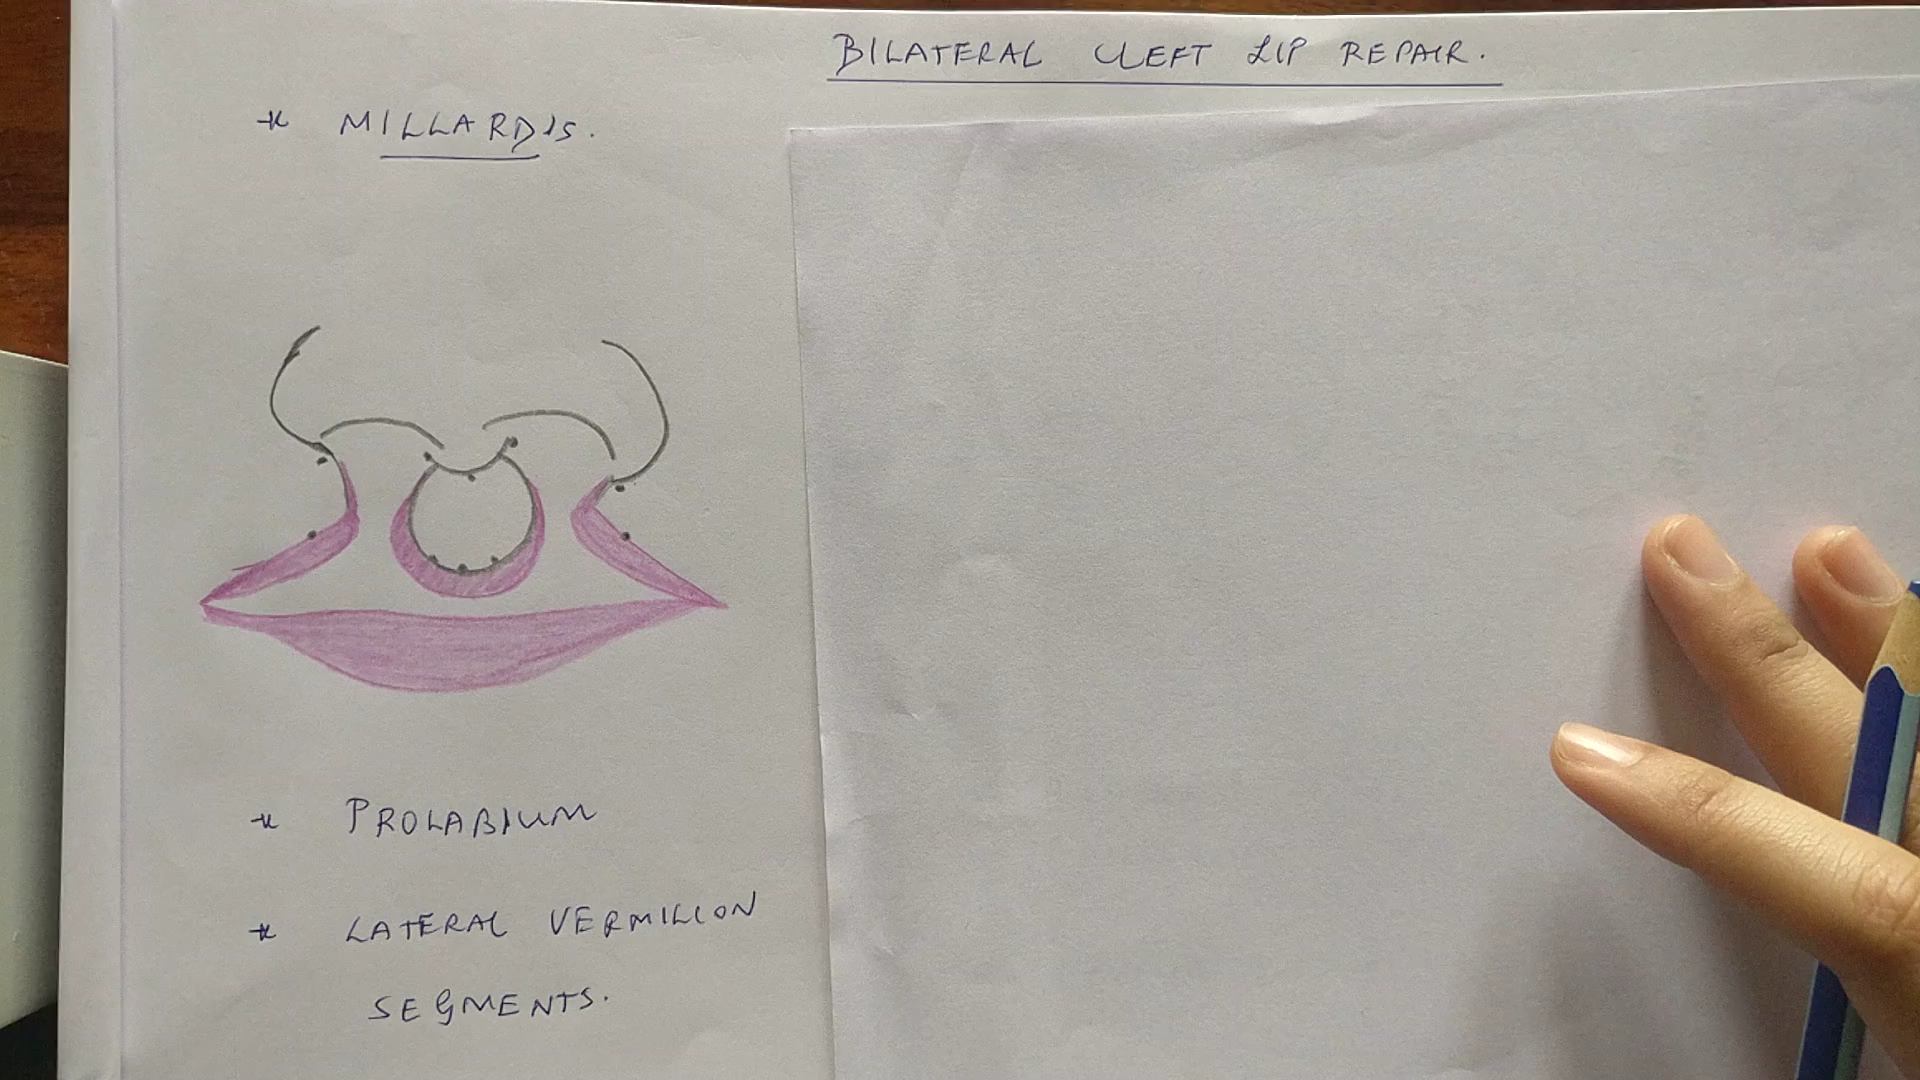 BILATERAL CLEFT LIP REPAIR.
* MILLARD'S.
* PROLABIUM
* LATERAL VERMILLON
SEGMENTS.